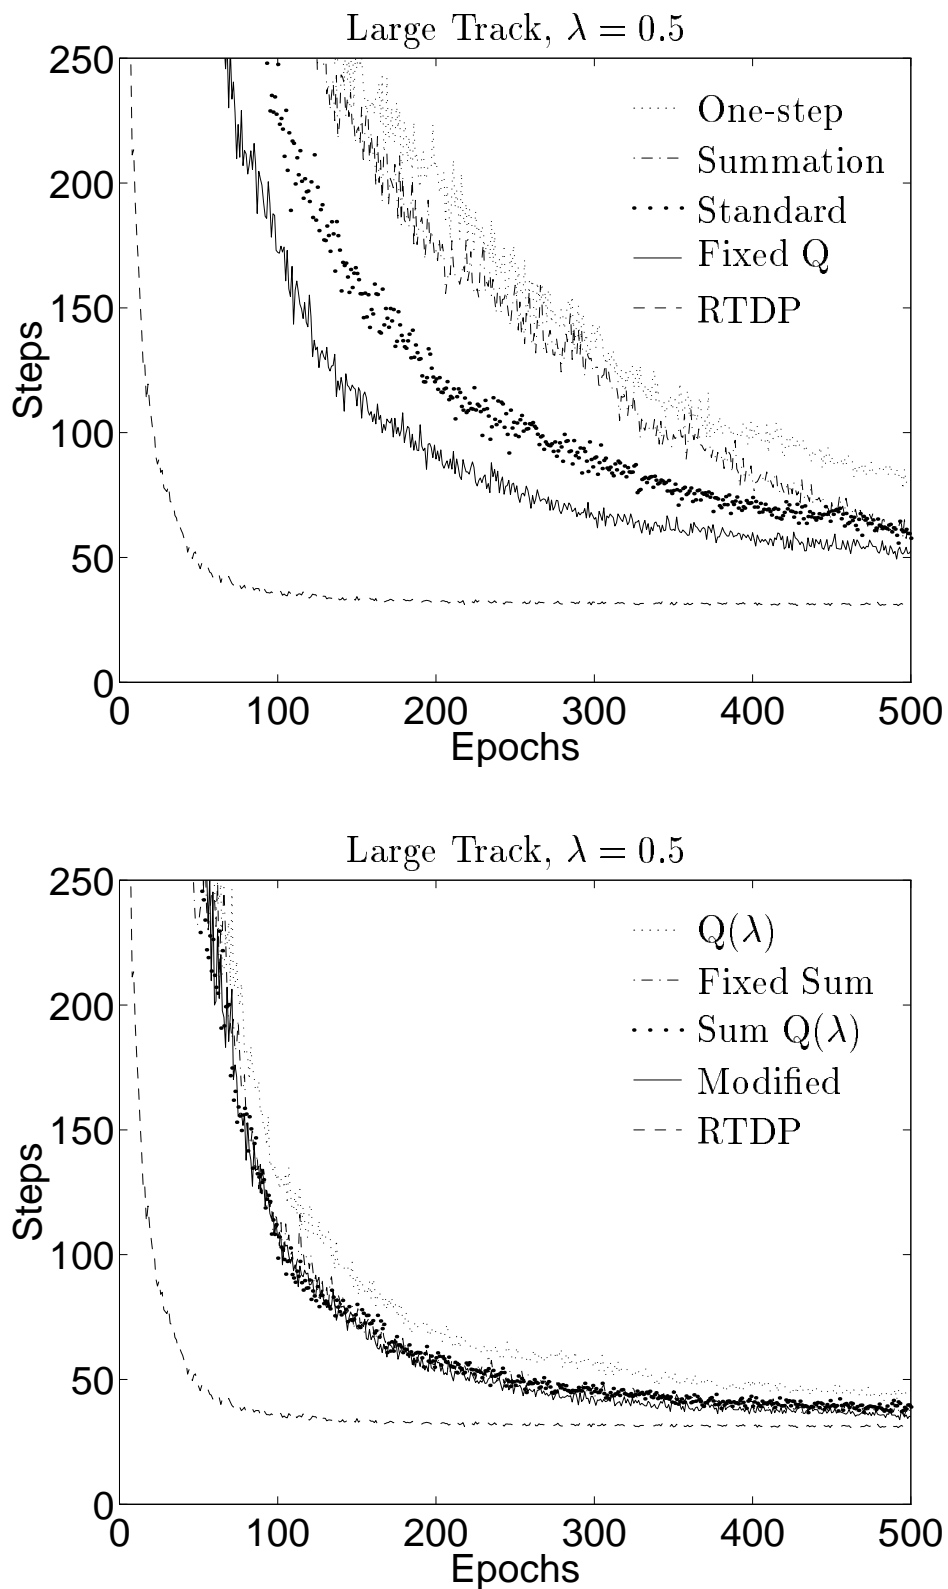 Large Track, λ = 0.5
250
200
150
100
50
0
Steps
One-step
Summation
Standard
Fixed Q
RTDP
0 100 200 300 400 500
Epochs
Large Track, λ = 0.5
250
200
150
100
50
0
Steps
Q(λ)
Fixed Sum
Sum Q(λ)
Modified
RTDP
0 100 200 300 400 500
Epochs